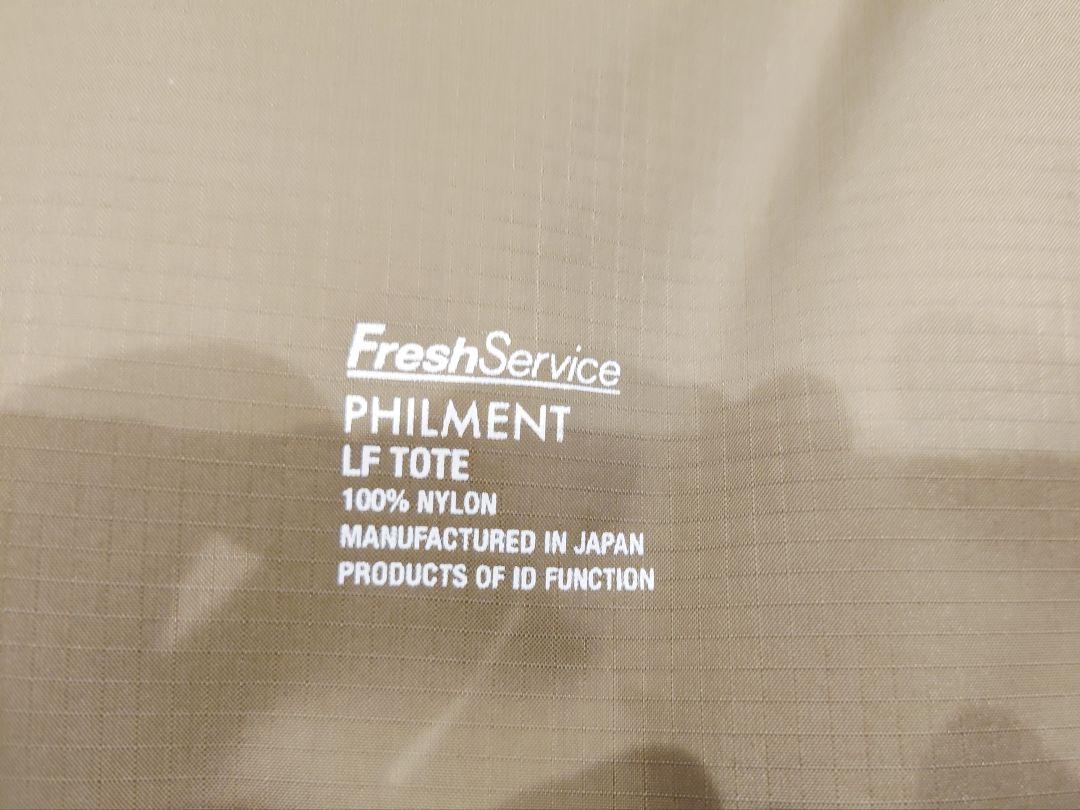 FreshService
PHILMENT
LF TOTE
100% NYLON
MANUFACTURED IN JAPAN
PRODUCTS OF ID FUNCTION